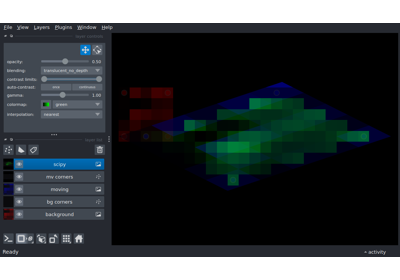 File View Layers Plugins Window Help
opacity: 0.50
blending: translucent_no_depth
contrast limits:
auto-contrast: once continuous
gamma: 1.00
colormap: green
interpolation: nearest
scipy
mv corners
moving
bg corners
background
Ready
activity